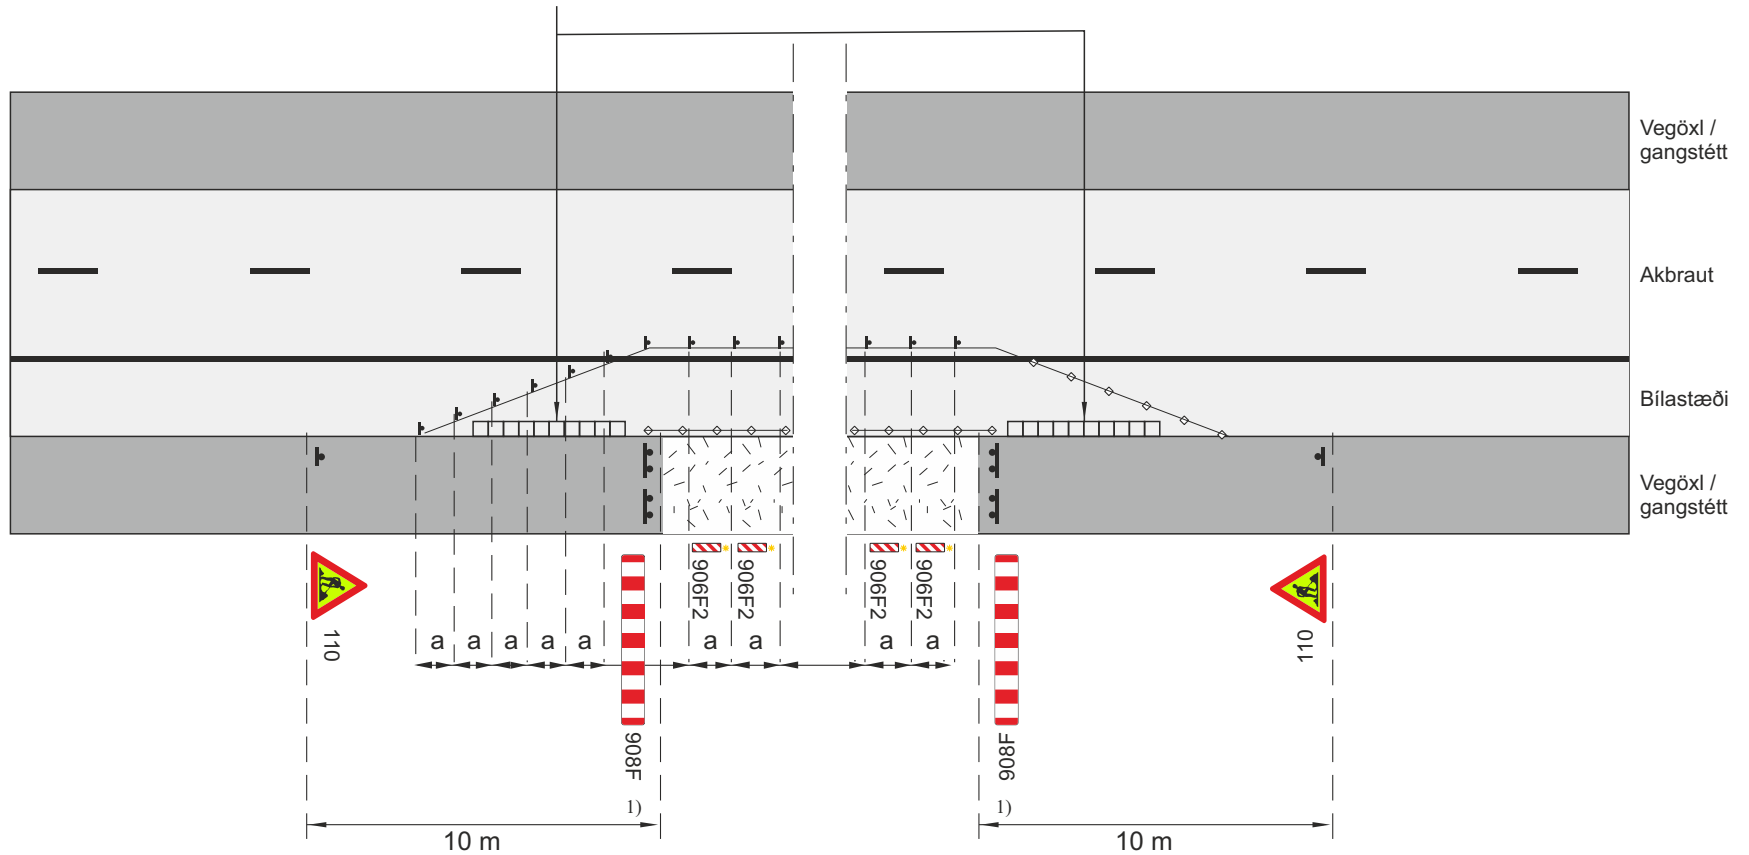 Vegöxl /
gangstétt
Akbraut
Bílastæði
Vegöxl /
gangstétt
906F2 906F2 906F2 906F2
110 110
a a a a a a a a a
908F 908F
1) 1)
10 m 10 m